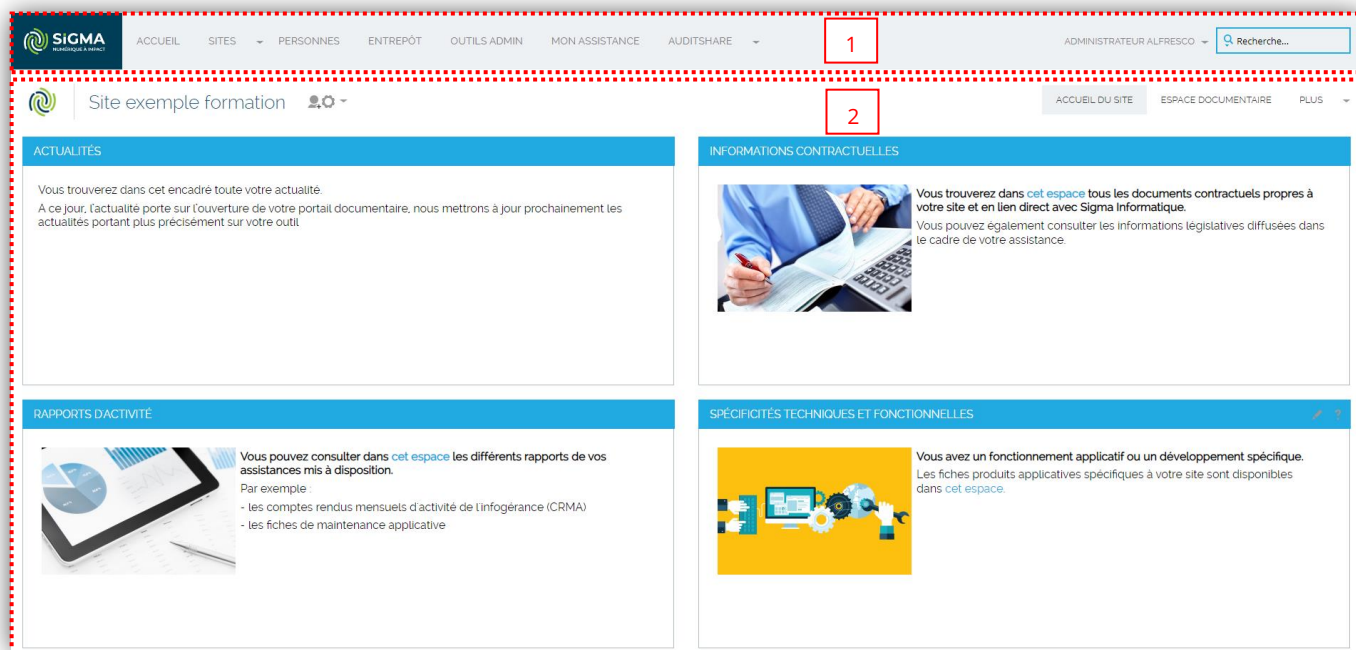 SiGMA
NUMÉRIQUE À IMPACT
ACCUEIL SITES PERSONNES ENTREPÔT OUTILS ADMIN MON ASSISTANCE AUDITSHARE
1
ADMINISTRATEUR ALFRESCO
Recherche...
Site exemple formation
2
ACCUEIL DU SITE ESPACE DOCUMENTAIRE PLUS
ACTUALITÉS
Vous trouverez dans cet encadré toute votre actualité.
A ce jour, l'actualité porte sur l'ouverture de votre portail documentaire, nous mettrons à jour prochainement les
actualités portant plus précisément sur votre outil
INFORMATIONS CONTRACTUELLES
Vous trouverez dans cet espace tous les documents contractuels propres à
votre site et en lien direct avec Sigma Informatique.
Vous pouvez également consulter les informations législatives diffusées dans
le cadre de votre assistance.
RAPPORTS D'ACTIVITÉ
Vous pouvez consulter dans cet espace les différents rapports de vos
assistances mis à disposition.
Par exemple :
- les comptes rendus mensuels d'activité de l'infogérance (CRMA)
- les fiches de maintenance applicative
SPÉCIFICITÉS TECHNIQUES ET FONCTIONNELLES
?
Vous avez un fonctionnement applicatif ou un développement spécifique.
Les fiches produits applicatives spécifiques à votre site sont disponibles
dans cet espace.